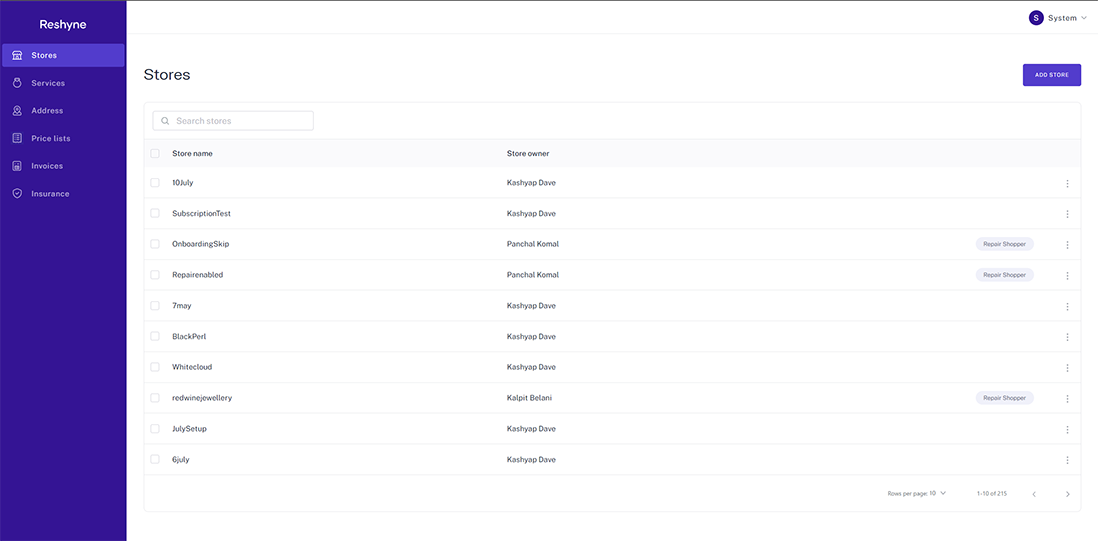 Reshyne
S System
Stores
Services
Address
Price lists
Invoices
Insurance
Stores
ADD STORE
Search stores
Store name Store owner
10July Kashyap Dave
SubscriptionTest Kashyap Dave
OnboardingSkip Panchal Komal Repair Shopper
Repairenabled Panchal Komal Repair Shopper
7may Kashyap Dave
BlackPerl Kashyap Dave
Whitecloud Kashyap Dave
redwinejewellery Kalpit Belani Repair Shopper
JulySetup Kashyap Dave
6july Kashyap Dave
Rows per page: 10 1-10 of 215